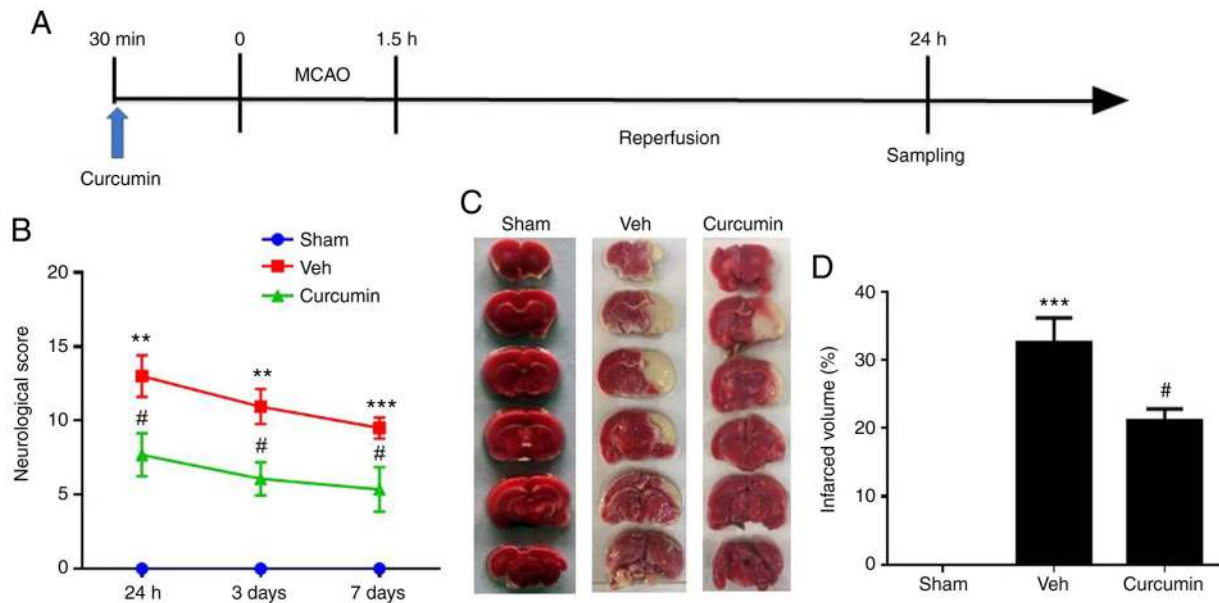 A
30 min
0
1.5 h
24 h
MCAO
Reperfusion
Sampling
Curcumin
B
Sham
Veh
Curcumin
Neurological score
20
15
10
5
0
**
**
***
#
#
#
24 h
3 days
7 days
C
Sham
Veh
Curcumin
D
Infarced volume (%)
40
30
20
10
0
***
#
Sham
Veh
Curcumin